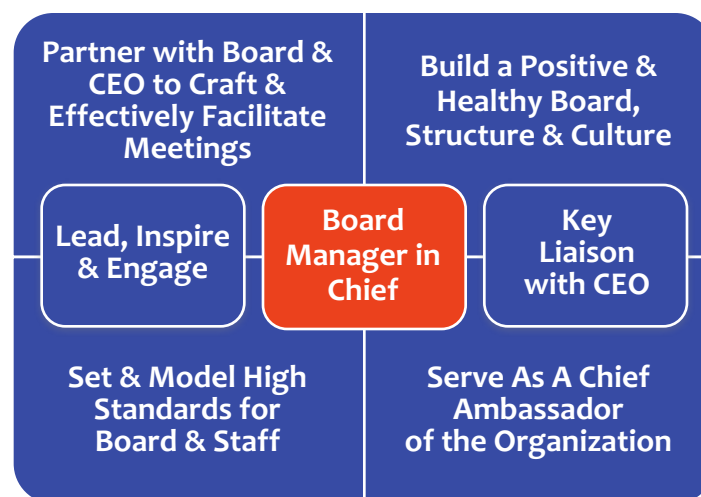 Partner with Board &
CEO to Craft &
Effectively Facilitate
Meetings
Build a Positive &
Healthy Board,
Structure & Culture
Lead, Inspire
& Engage
Board
Manager in
Chief
Key
Liaison
with CEO
Set & Model High
Standards for
Board & Staff
Serve As A Chief
Ambassador
of the Organization